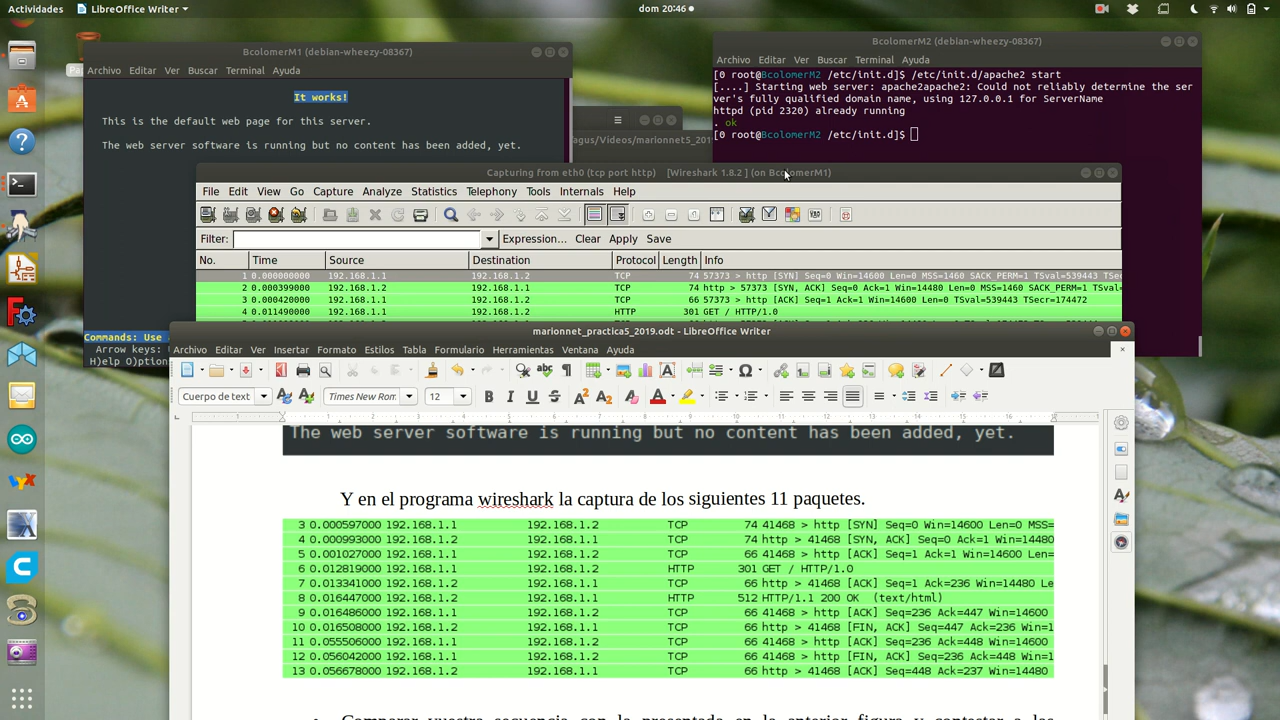 Actividades LibreOffice Writer dom 20:46
BcolomerM1 (debian-wheezy-08367)
Archivo Editar Ver Buscar Terminal Ayuda
It works!
This is the default web page for this server.
The web server software is running but no content has been added, yet.
Commands: Use
Arrow keys:
H)elp O)ption
agus/Videos/marionnet5_2019
BcolomerM2 (debian-wheezy-08367)
Archivo Editar Ver Buscar Terminal Ayuda
[0 root@BcolomerM2 /etc/init.d]$ /etc/init.d/apache2 start
[....] Starting web server: apache2apache2: Could not reliably determine the ser
ver's fully qualified domain name, using 127.0.0.1 for ServerName
httpd (pid 2320) already running
. ok
[0 root@BcolomerM2 /etc/init.d]$
Capturing from eth0 (tcp port http) [Wireshark 1.8.2 ] (on BcolomerM1)
File Edit View Go Capture Analyze Statistics Telephony Tools Internals Help
Filter: Expression... Clear Apply Save
No. Time Source Destination Protocol Length Info
1 0.000000000 192.168.1.1 192.168.1.2 TCP 74 57373 > http [SYN] Seq=0 Win=14600 Len=0 MSS=1460 SACK_PERM=1 TSval=539443 TSec
2 0.000399000 192.168.1.2 192.168.1.1 TCP 74 http > 57373 [SYN, ACK] Seq=0 Ack=1 Win=14480 Len=0 MSS=1460 SACK_PERM=1 TSval=
3 0.000420000 192.168.1.1 192.168.1.2 TCP 66 57373 > http [ACK] Seq=1 Ack=1 Win=14600 Len=0 TSval=539443 TSecr=174472
4 0.011490000 192.168.1.1 192.168.1.2 HTTP 301 GET / HTTP/1.0
marionnet_practica5_2019.odt - LibreOffice Writer
Archivo Editar Ver Insertar Formato Estilos Tabla Formulario Herramientas Ventana Ayuda
Cuerpo de text Times New Rom 12
The web server software is running but no content has been added, yet.
Y en el programa wireshark la captura de los siguientes 11 paquetes.
3 0.000597000 192.168.1.1 192.168.1.2 TCP 74 41468 > http [SYN] Seq=0 Win=14600 Len=0 MSS=
4 0.000993000 192.168.1.2 192.168.1.1 TCP 74 http > 41468 [SYN, ACK] Seq=0 Ack=1 Win=14480
5 0.001027000 192.168.1.1 192.168.1.2 TCP 66 41468 > http [ACK] Seq=1 Ack=1 Win=14600 Len=
6 0.012819000 192.168.1.1 192.168.1.2 HTTP 301 GET / HTTP/1.0
7 0.013341000 192.168.1.2 192.168.1.1 TCP 66 http > 41468 [ACK] Seq=1 Ack=236 Win=14480 Le
8 0.016447000 192.168.1.2 192.168.1.1 HTTP 512 HTTP/1.1 200 OK (text/html)
9 0.016486000 192.168.1.1 192.168.1.2 TCP 66 41468 > http [ACK] Seq=236 Ack=447 Win=14600
10 0.016508000 192.168.1.2 192.168.1.1 TCP 66 http > 41468 [FIN, ACK] Seq=447 Ack=236 Win=1
11 0.055506000 192.168.1.1 192.168.1.2 TCP 66 41468 > http [ACK] Seq=236 Ack=448 Win=14600
12 0.056042000 192.168.1.1 192.168.1.2 TCP 66 41468 > http [FIN, ACK] Seq=236 Ack=448 Win=1
13 0.056678000 192.168.1.2 192.168.1.1 TCP 66 http > 41468 [ACK] Seq=448 Ack=237 Win=14480
Comparar vuestra secuencia con la presentada en la anterior figura y contestar a las